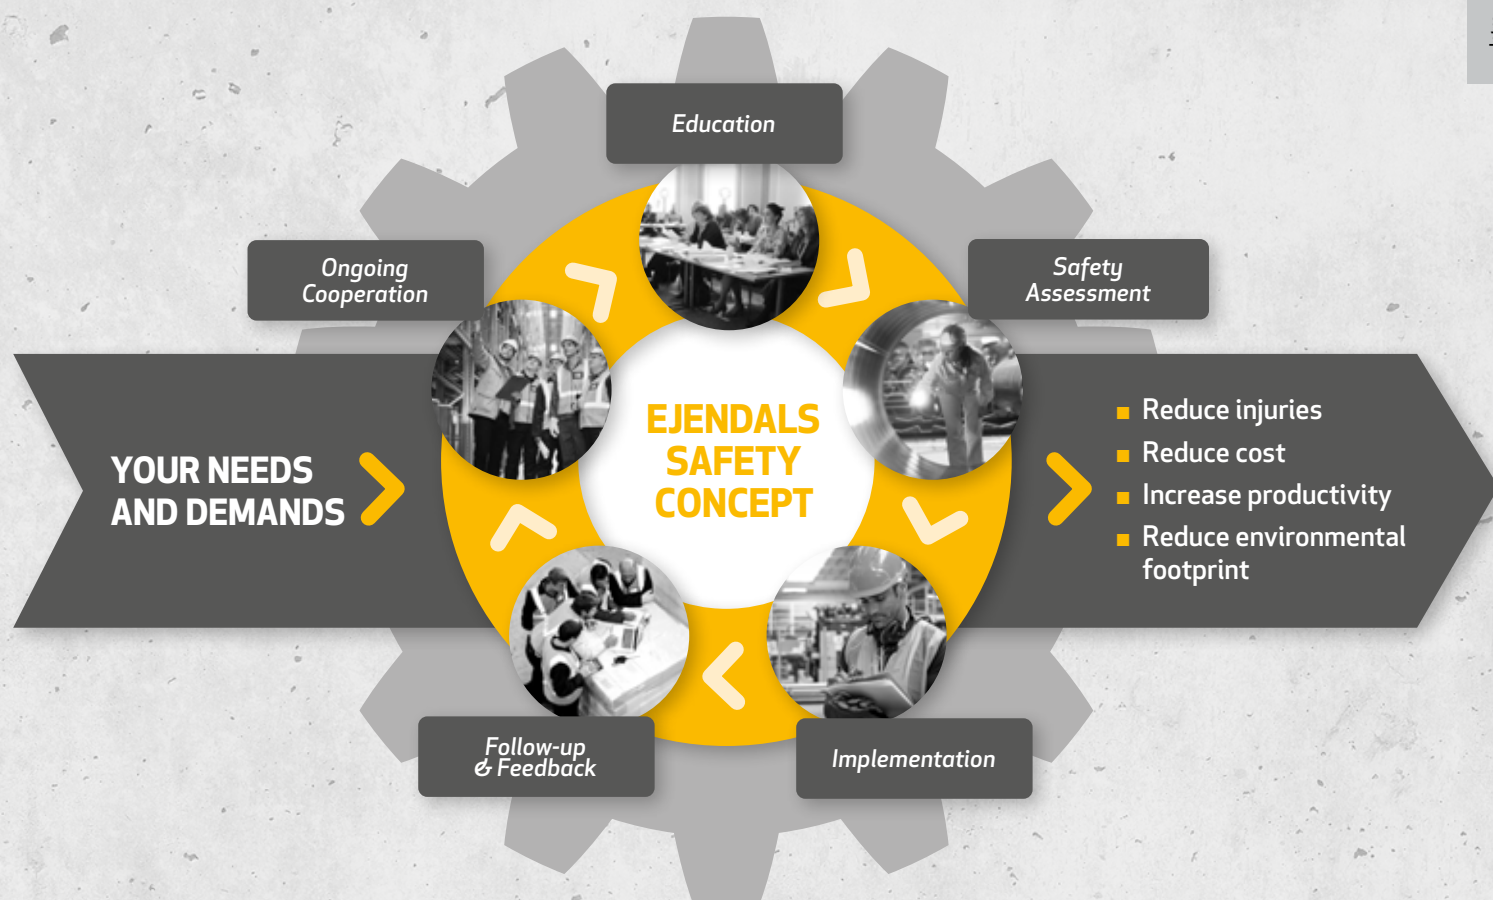 Education
Ongoing
Cooperation
Safety
Assessment
YOUR NEEDS
AND DEMANDS
EJENDALS
SAFETY
CONCEPT
■ Reduce injuries
■ Reduce cost
■ Increase productivity
■ Reduce environmental
footprint
Follow-up
& Feedback
Implementation